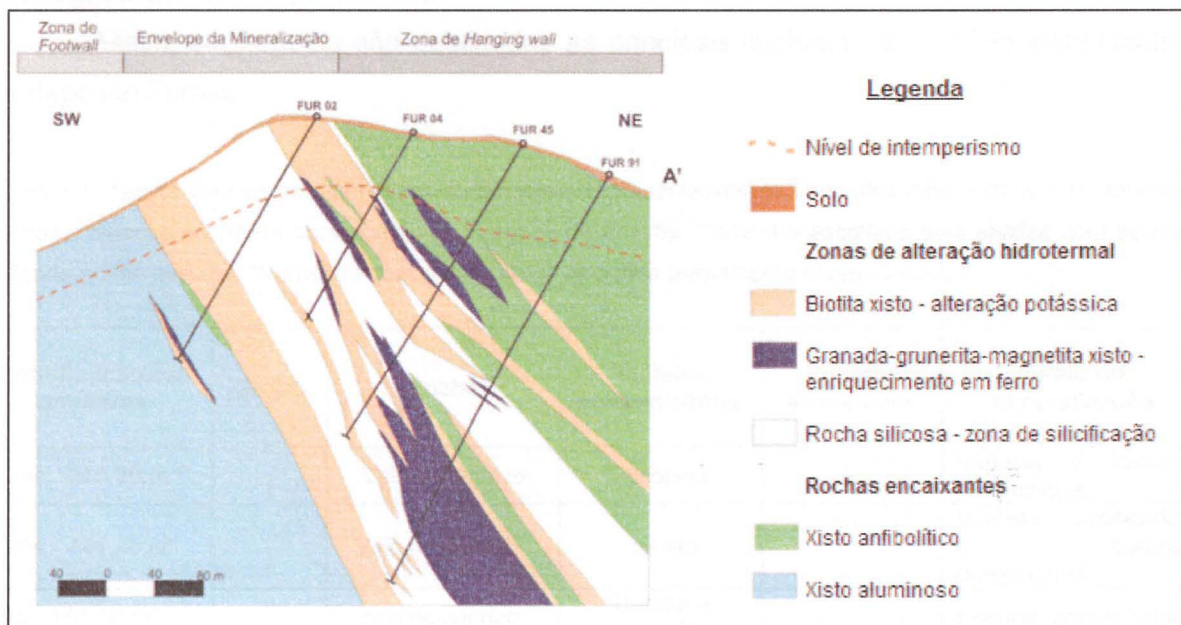 Zona de
Footwall
Envelope da Mineralização
Zona de Hanging wall
SW
FUR 02
FUR 04
FUR 45
NE
FUR 91
A'
40 0 40 80 m
Legenda
Nível de intemperismo
Solo
Zonas de alteração hidrotermal
Biotita xisto - alteração potássica
Granada-grunerita-magnetita xisto -
enriquecimento em ferro
Rocha silicosa - zona de silicificação
Rochas encaixantes
Xisto anfibolítico
Xisto aluminoso